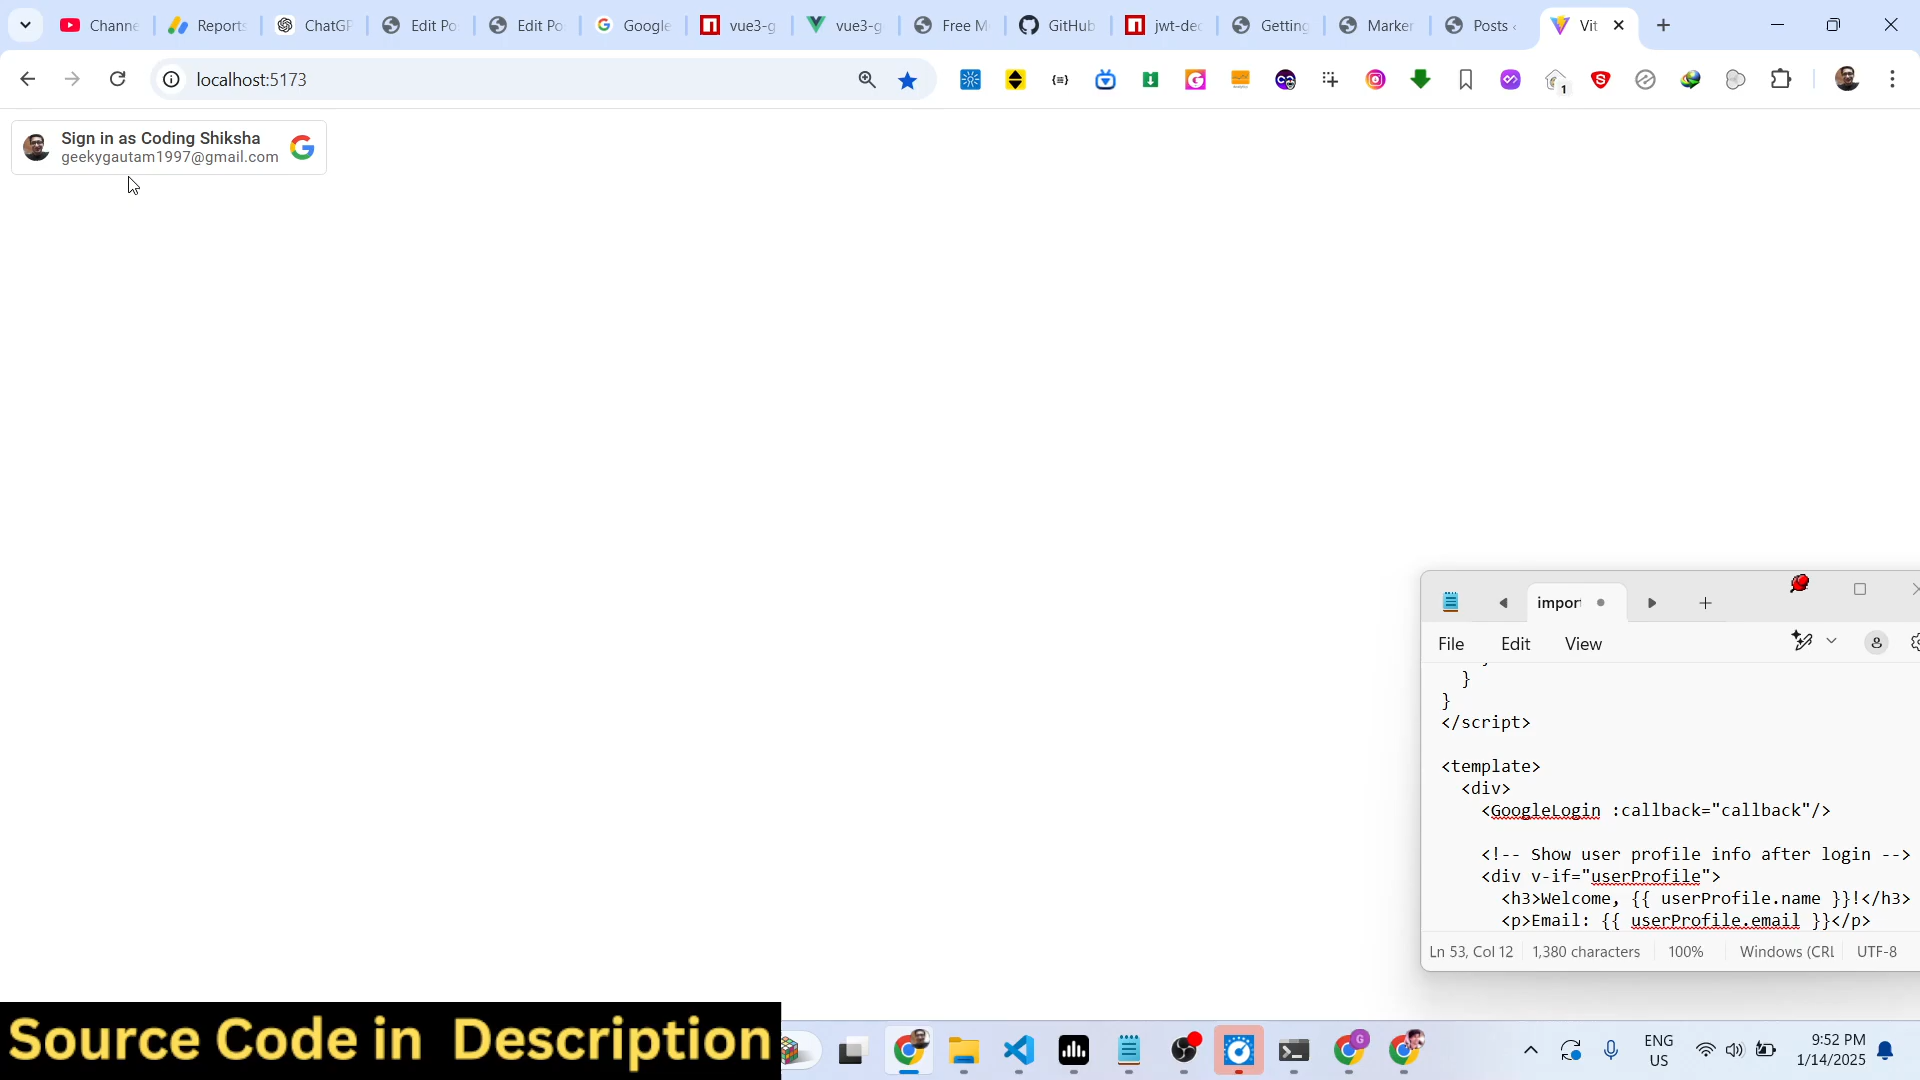 Channe
Reports
ChatGP
Edit Po
Edit Po
Google
vue3-g
vue3-g
Free M
GitHub
jwt-dec
Getting
Marker
Posts
Vit
localhost:5173
1
Sign in as Coding Shiksha
geekygautam1997@gmail.com
import
File
Edit
View
}
}
</script>
<template>
<div>
<GoogleLogin :callback="callback"/>
<!-- Show user profile info after login -->
<div v-if="userProfile">
<h3>Welcome, {{ userProfile.name }}!</h3>
<p>Email: {{ userProfile.email }}</p>
Ln 53, Col 12
1,380 characters
100%
Windows (CRL
UTF-8
Source Code in Description
G
ENG
US
9:52 PM
1/14/2025